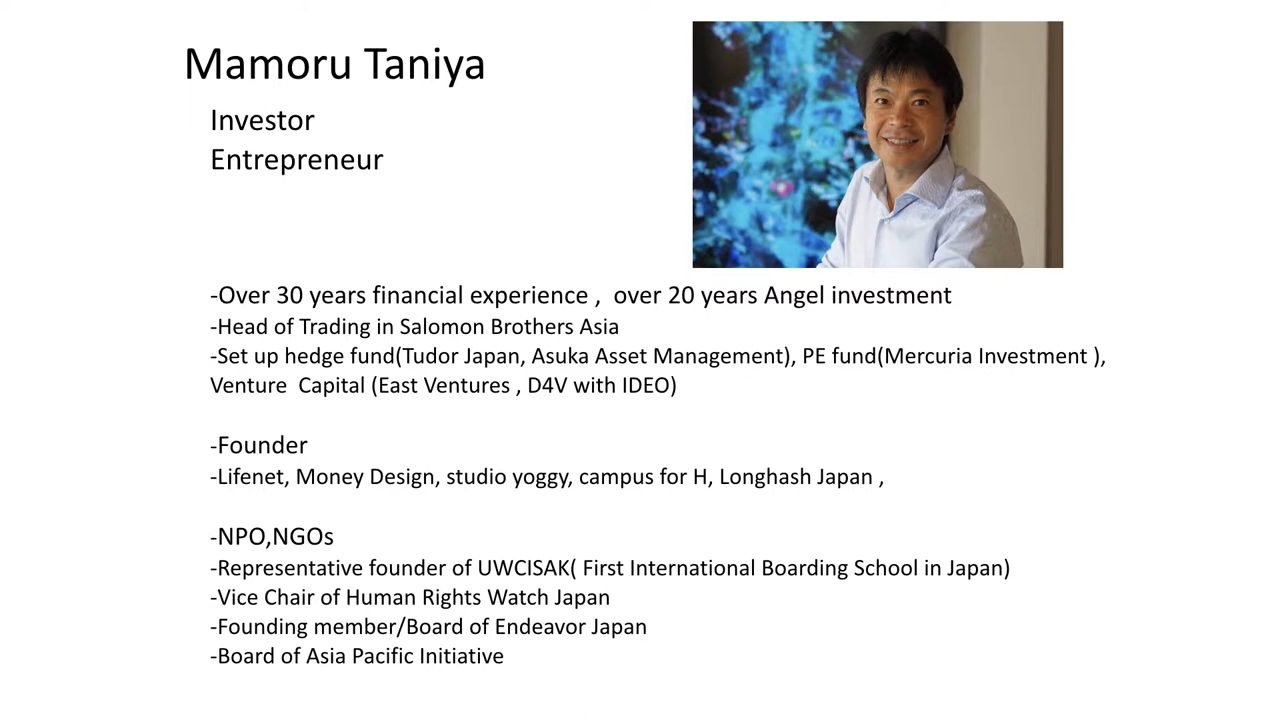 Mamoru Taniya
Investor
Entrepreneur
-Over 30 years financial experience ,  over 20 years Angel investment
-Head of Trading in Salomon Brothers Asia
-Set up hedge fund(Tudor Japan, Asuka Asset Management), PE fund(Mercuria Investment ),
Venture  Capital (East Ventures , D4V with IDEO)
-Founder
-Lifenet, Money Design, studio yoggy, campus for H, Longhash Japan ,
-NPO,NGOs
-Representative founder of UWCISAK( First International Boarding School in Japan)
-Vice Chair of Human Rights Watch Japan
-Founding member/Board of Endeavor Japan
-Board of Asia Pacific Initiative